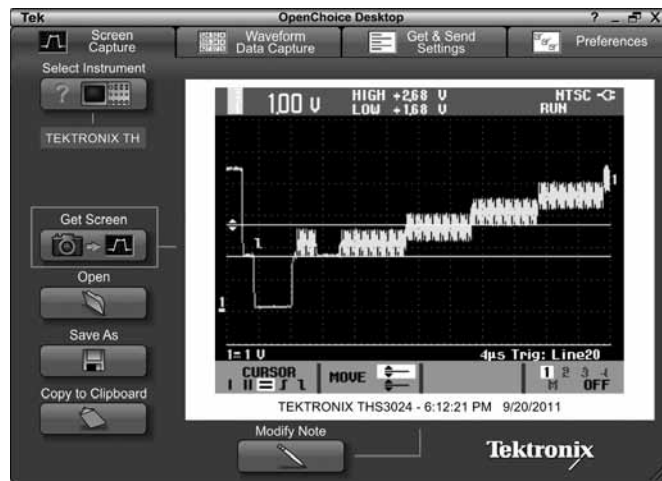 Tek OpenChoice Desktop ? _ X
Screen Capture
Waveform Data Capture
Get & Send Settings
Preferences
Select Instrument
?
TEKTRONIX TH
Get Screen
Open
Save As
Copy to Clipboard
1.00 V HIGH +2.68 V NTSC
LOW +1.68 V RUN
1
1
1= 1 V 4µs Trig: Line20
CURSOR MOVE 1 2 3 4
M OFF
TEKTRONIX THS3024 - 6:12:21 PM 9/20/2011
Modify Note
Tektronix